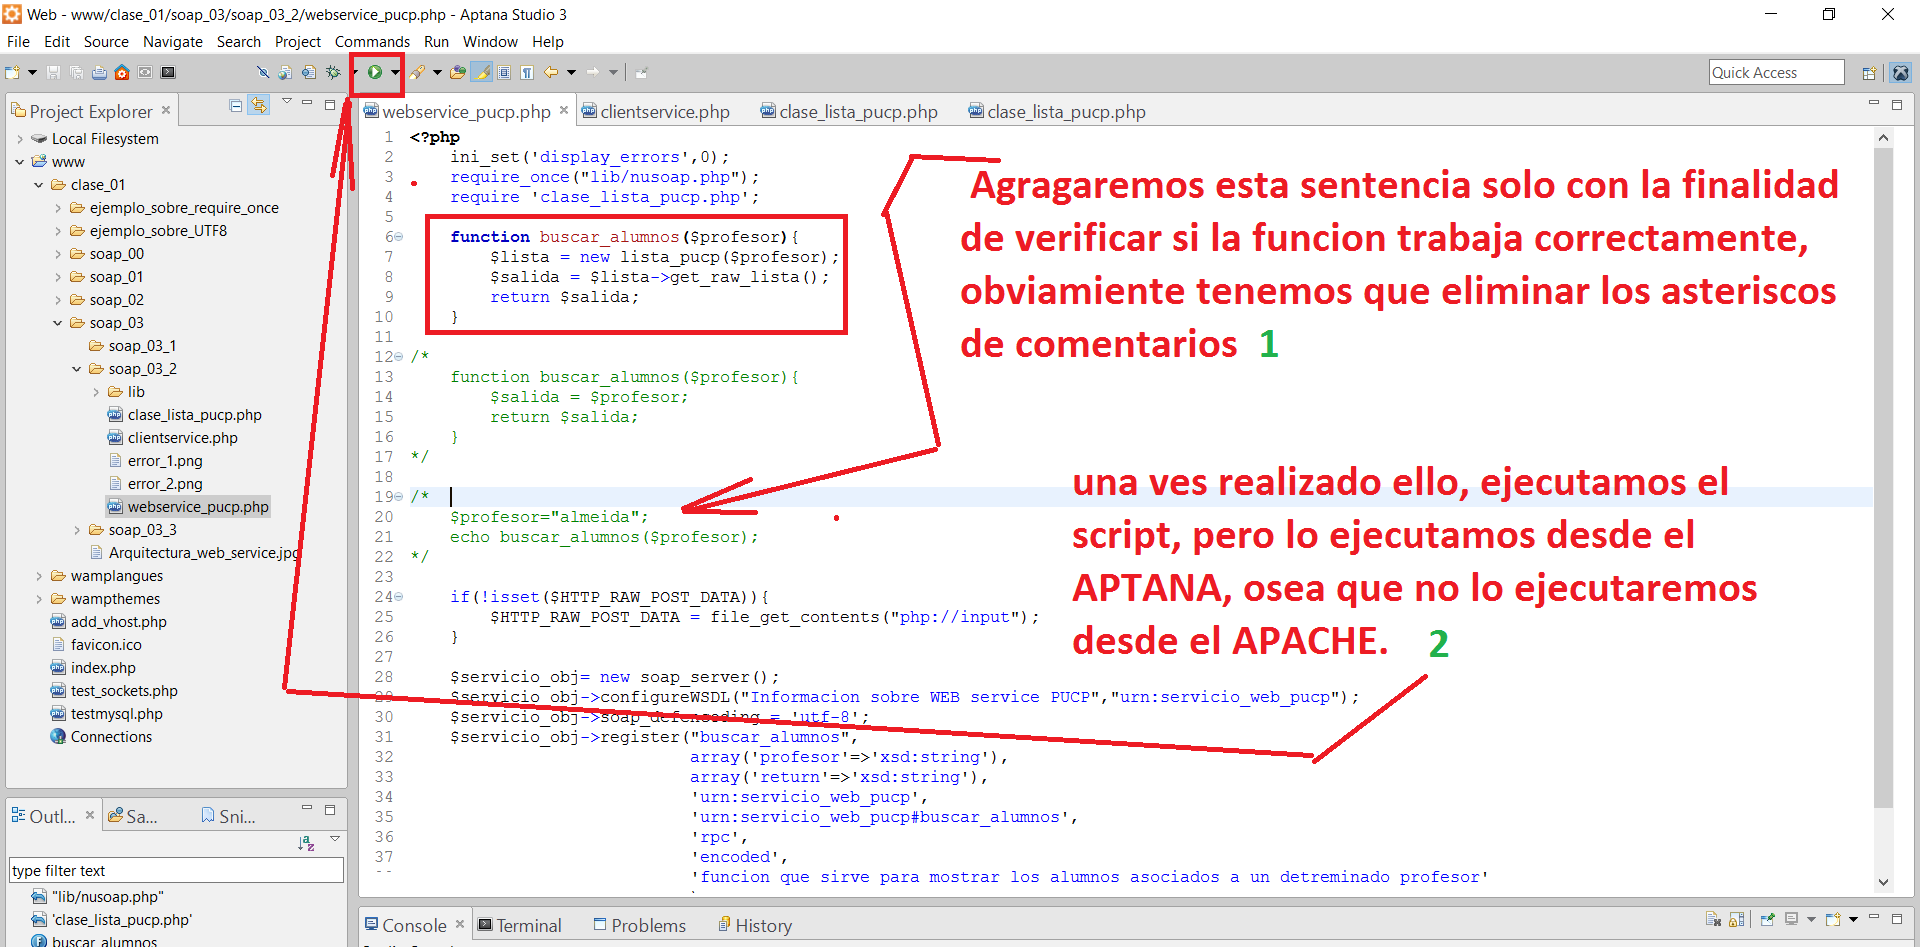 Web - www/clase_01/soap_03/soap_03_2/webservice_pucp.php - Aptana Studio 3
File Edit Source Navigate Search Project Commands Run Window Help
Quick Access
Project Explorer
Local Filesystem
www
clase_01
ejemplo_sobre_require_once
ejemplo_sobre_UTF8
soap_00
soap_01
soap_02
soap_03
soap_03_1
soap_03_2
lib
clase_lista_pucp.php
clientservice.php
error_1.png
error_2.png
webservice_pucp.php
soap_03_3
Arquitectura_web_service.jpg
wamplangues
wampthemes
add_vhost.php
favicon.ico
index.php
test_sockets.php
testmysql.php
Connections
Outl... Sa... Sni...
type filter text
"lib/nusoap.php"
'clase_lista_pucp.php'
buscar_alumnos
webservice_pucp.php clientservice.php clase_lista_pucp.php clase_lista_pucp.php
1 <?php
2 ini_set('display_errors',0);
3 require_once("lib/nusoap.php");
4 require 'clase_lista_pucp.php';
5
6 function buscar_alumnos($profesor){
7 $lista = new lista_pucp($profesor);
8 $salida = $lista->get_raw_lista();
9 return $salida;
10 }
11
12 /*
13 function buscar_alumnos($profesor){
14 $salida = $profesor;
15 return $salida;
16 }
17 */
18
19 /*
20 $profesor="almeida";
21 echo buscar_alumnos($profesor);
22 */
23
24 if(!isset($HTTP_RAW_POST_DATA)){
25 $HTTP_RAW_POST_DATA = file_get_contents("php://input");
26 }
27
28 $servicio_obj= new soap_server();
29 $servicio_obj->configureWSDL("Informacion sobre WEB service PUCP","urn:servicio_web_pucp");
30 $servicio_obj->soap_defencoding = 'utf-8';
31 $servicio_obj->register("buscar_alumnos",
32 array('profesor'=>'xsd:string'),
33 array('return'=>'xsd:string'),
34 'urn:servicio_web_pucp',
35 'urn:servicio_web_pucp#buscar_alumnos',
36 'rpc',
37 'encoded',
'funcion que sirve para mostrar los alumnos asociados a un detreminado profesor'
Agragaremos esta sentencia solo con la finalidad
de verificar si la funcion trabaja correctamente,
obviamiente tenemos que eliminar los asteriscos
de comentarios 1
una ves realizado ello, ejecutamos el
script, pero lo ejecutamos desde el
APTANA, osea que no lo ejecutaremos
desde el APACHE. 2
Console Terminal Problems History